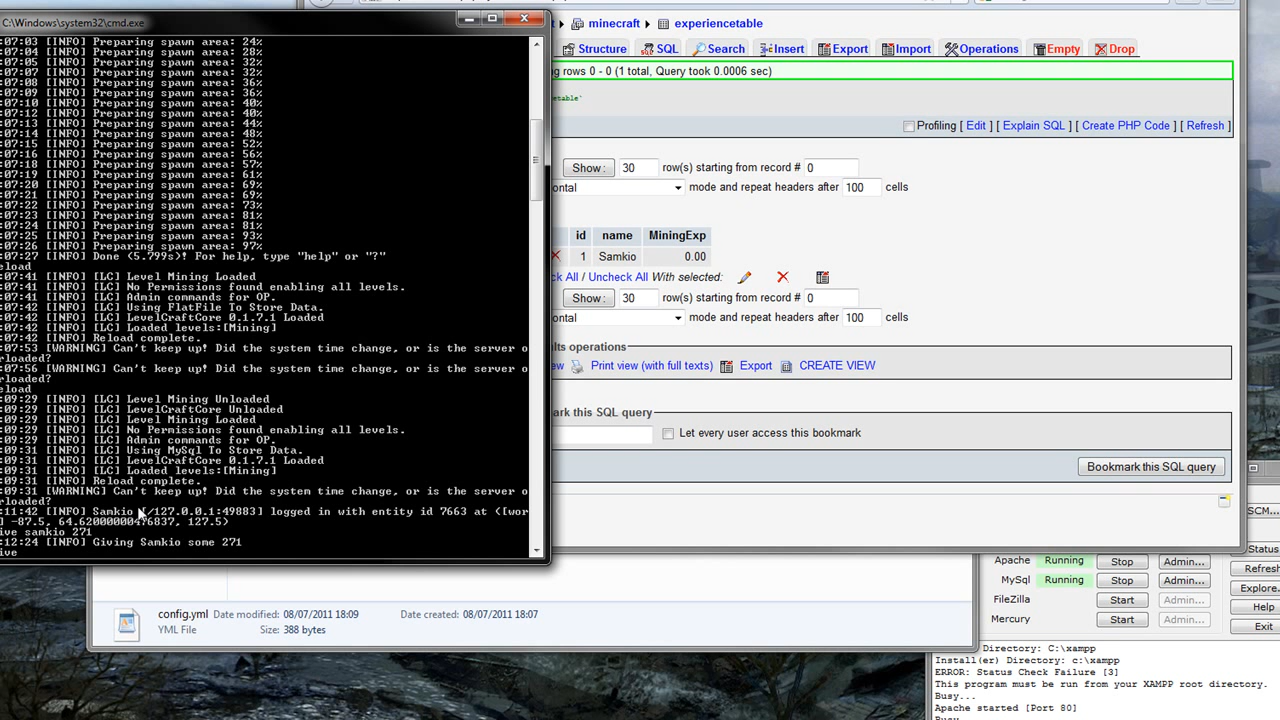 C:\Windows\system32\cmd.exe
:07:03 [INFO] Preparing spawn area: 24%
:07:04 [INFO] Preparing spawn area: 28%
:07:05 [INFO] Preparing spawn area: 32%
:07:07 [INFO] Preparing spawn area: 32%
:07:08 [INFO] Preparing spawn area: 36%
:07:09 [INFO] Preparing spawn area: 36%
:07:10 [INFO] Preparing spawn area: 40%
:07:12 [INFO] Preparing spawn area: 40%
:07:13 [INFO] Preparing spawn area: 44%
:07:14 [INFO] Preparing spawn area: 48%
:07:15 [INFO] Preparing spawn area: 52%
:07:16 [INFO] Preparing spawn area: 56%
:07:18 [INFO] Preparing spawn area: 57%
:07:19 [INFO] Preparing spawn area: 61%
:07:20 [INFO] Preparing spawn area: 69%
:07:21 [INFO] Preparing spawn area: 69%
:07:22 [INFO] Preparing spawn area: 73%
:07:23 [INFO] Preparing spawn area: 81%
:07:24 [INFO] Preparing spawn area: 81%
:07:25 [INFO] Preparing spawn area: 93%
:07:26 [INFO] Preparing spawn area: 97%
:07:27 [INFO] Done (5.799s)! For help, type "help" or "?"
eload
:07:41 [INFO] [LC] Level Mining Loaded
:07:41 [INFO] [LC] No Permissions found enabling all levels.
:07:41 [INFO] [LC] Admin commands for OP.
:07:41 [INFO] [LC] Using FlatFile To Store Data.
:07:42 [INFO] [LC] LevelCraftCore 0.1.7.1 Loaded
:07:42 [INFO] [LC] Loaded levels:[Mining]
:07:42 [INFO] Reload complete.
:07:53 [WARNING] Can't keep up! Did the system time change, or is the server o
rloaded?
:07:56 [WARNING] Can't keep up! Did the system time change, or is the server o
rloaded?
eload
:09:29 [INFO] [LC] Level Mining Unloaded
:09:29 [INFO] [LC] LevelCraftCore Unloaded
:09:29 [INFO] [LC] Level Mining Loaded
:09:29 [INFO] [LC] No Permissions found enabling all levels.
:09:29 [INFO] [LC] Admin commands for OP.
:09:31 [INFO] [LC] Using MySql To Store Data.
:09:31 [INFO] [LC] LevelCraftCore 0.1.7.1 Loaded
:09:31 [INFO] [LC] Loaded levels:[Mining]
:09:31 [INFO] Reload complete.
:09:31 [WARNING] Can't keep up! Did the system time change, or is the server o
rloaded?
:11:42 [INFO] Samkio /127.0.0.1:49883] logged in with entity id 7663 at ([wor
] -87.5, 64.6200000046837, 127.5)
ive samkio 271
:12:24 [INFO] Giving Samkio some 271
ive
minecraft experiencetable
Structure SQL Search Insert Export Import Operations Empty Drop
ng rows 0 - 0 (1 total, Query took 0.0006 sec)
etable`
Profiling [ Edit ] [ Explain SQL ] [ Create PHP Code ] [ Refresh ]
Show : 30 row(s) starting from record # 0
ontal mode and repeat headers after 100 cells
id name MiningExp
1 Samkio 0.00
ck All / Uncheck All With selected:
Show : 30 row(s) starting from record # 0
ontal mode and repeat headers after 100 cells
ults operations
ew Print view (with full texts) Export CREATE VIEW
mark this SQL query
Let every user access this bookmark
Bookmark this SQL query
config.yml Date modified: 08/07/2011 18:09 Date created: 08/07/2011 18:07
YML File Size: 388 bytes
SCM...
Apache Running Stop Admin... Status
MySql Running Stop Admin... Refresh
FileZilla Start Admin... Explore..
Mercury Start Admin... Help
Exit
Directory: C:\xampp
Install(er) Directory: c:\xampp
ERROR: Status Check Failure [3]
This program must be run from your XAMPP root directory.
Busy...
Apache started [Port 80]
Busy